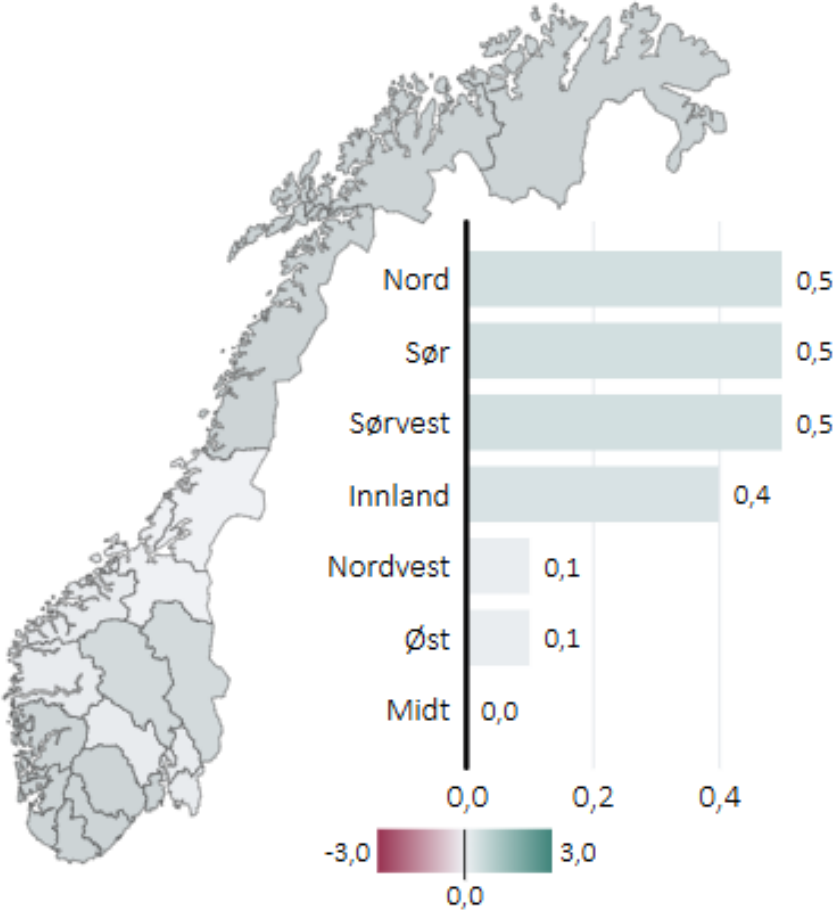 Nord 0,5
Sør 0,5
Sørvest 0,5
Innland 0,4
Nordvest 0,1
Øst 0,1
Midt 0,0
0,0 0,2 0,4
-3,0 3,0
0,0